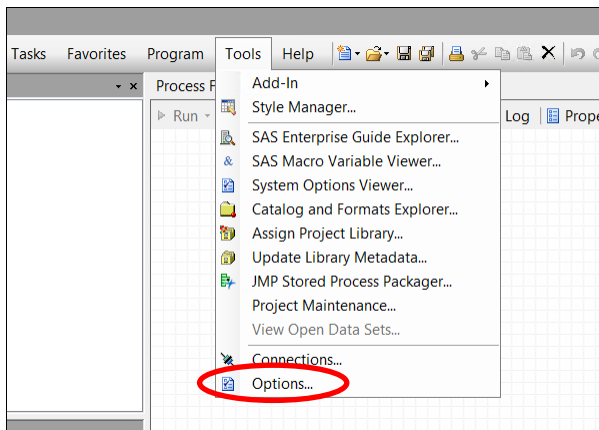 Tasks Favorites Program Tools Help
Process F
Add-In
Run
Style Manager...
Log
Prope
SAS Enterprise Guide Explorer...
& SAS Macro Variable Viewer...
System Options Viewer...
Catalog and Formats Explorer...
Assign Project Library...
Update Library Metadata...
JMP Stored Process Packager...
Project Maintenance...
View Open Data Sets...
Connections...
Options...